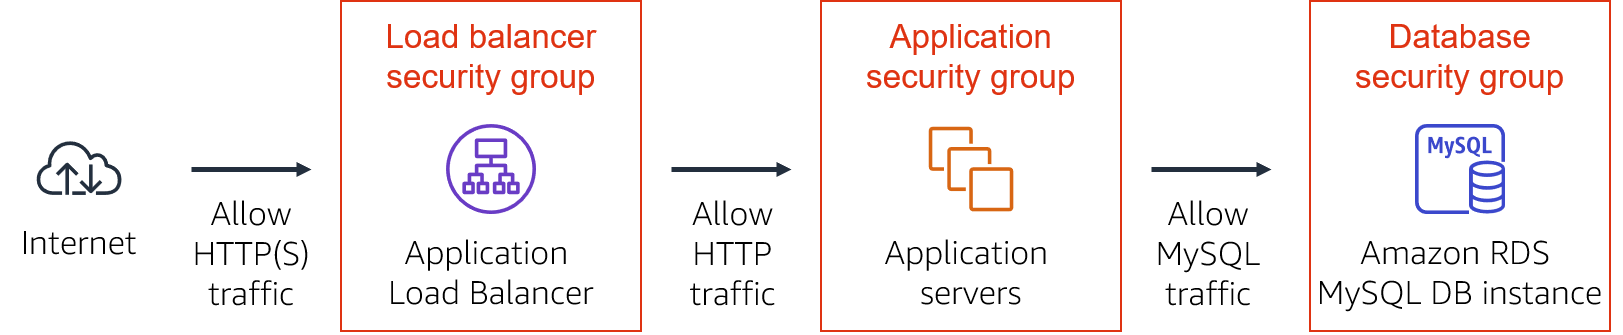 Internet
Allow
HTTP(S)
traffic
Load balancer
security group
Application
Load Balancer
Allow
HTTP
traffic
Application
security group
Application
servers
Allow
MySQL
traffic
Database
security group
MySQL
Amazon RDS
MySQL DB instance